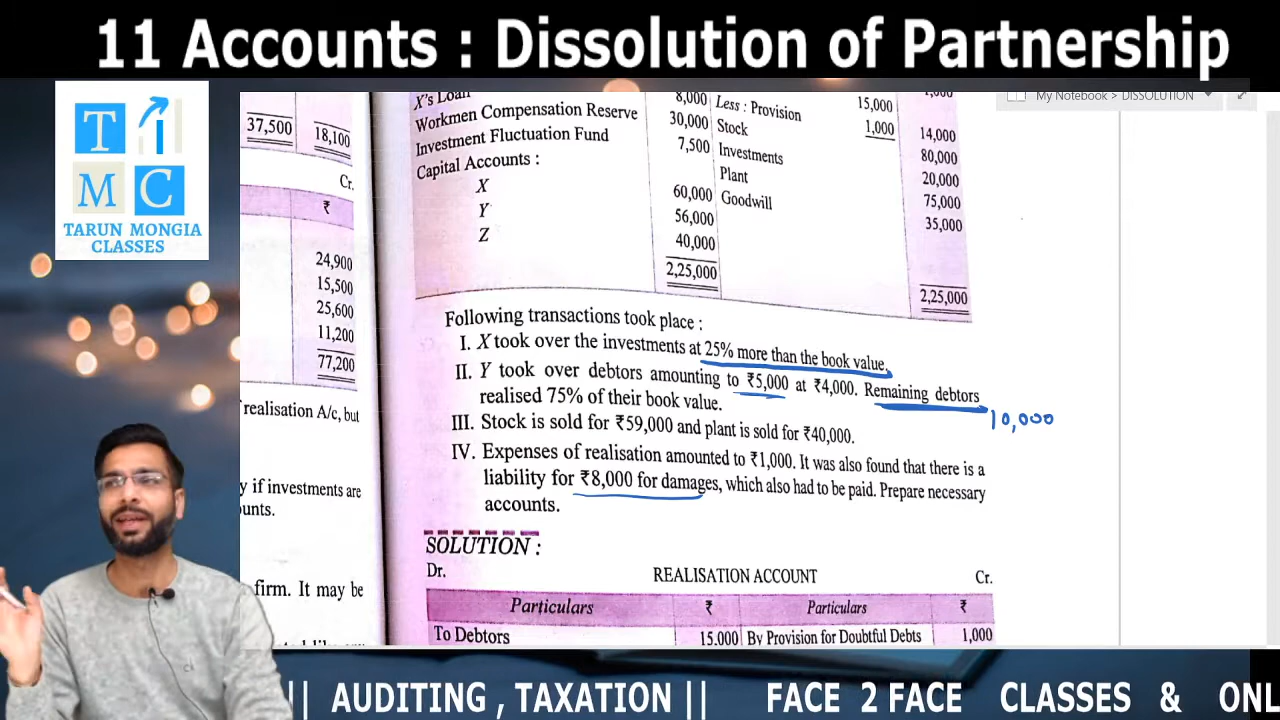 11 Accounts : Dissolution of Partnership
T
M C
TARUN MONGIA
CLASSES
My Notebook > DISSOLUTION
37,500 18,100
Cr.
₹
24,900
15,500
25,600
11,200
77,200
realisation A/c, but
y if investments are
ounts.
firm. It may be
X's Loan 8,000 Less : Provision 15,000
Workmen Compensation Reserve 30,000 Stock 1,000 14,000
Investment Fluctuation Fund 7,500 Investments 80,000
Capital Accounts : Plant 20,000
X 60,000 Goodwill 75,000
Y 56,000 35,000
Z 40,000
2,25,000 2,25,000
Following transactions took place :
I. X took over the investments at 25% more than the book value.
II. Y took over debtors amounting to ₹5,000 at ₹4,000. Remaining debtors
realised 75% of their book value.
10,000
III. Stock is sold for ₹59,000 and plant is sold for ₹40,000.
IV. Expenses of realisation amounted to ₹1,000. It was also found that there is a
liability for ₹8,000 for damages, which also had to be paid. Prepare necessary
accounts.
SOLUTION :
Dr. REALISATION ACCOUNT Cr.
Particulars ₹ Particulars ₹
To Debtors 15,000 By Provision for Doubtful Debts 1,000
|| AUDITING , TAXATION || FACE 2 FACE CLASSES & ONL